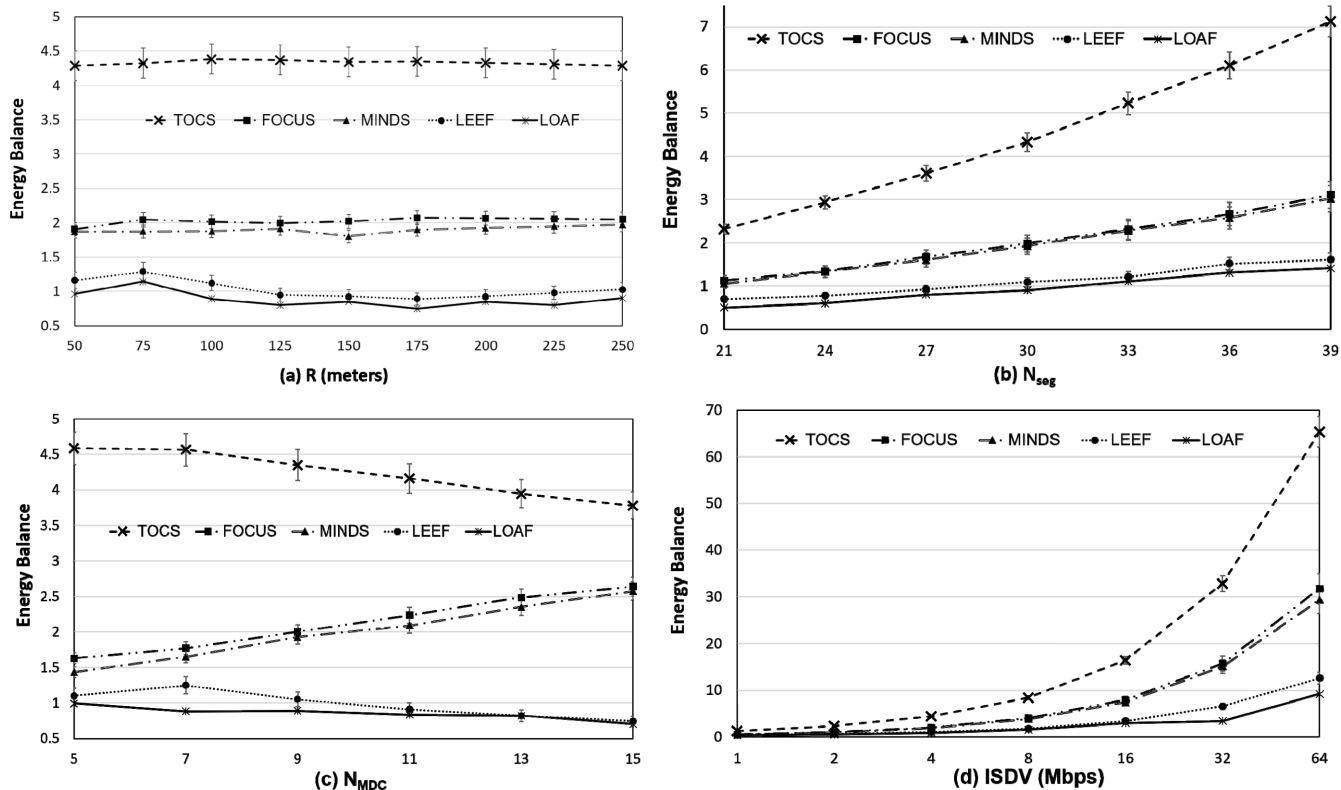 5
4.5
4
3.5
3
2.5
2
1.5
1
0.5
Energy Balance
TOCS FOCUS MINDS LEEF LOAF
50 75 100 125 150 175 200 225 250
(a) R (meters)
7
6
5
4
3
2
1
0
Energy Balance
TOCS FOCUS MINDS LEEF LOAF
21 24 27 30 33 36 39
(b) N_seg
5
4.5
4
3.5
3
2.5
2
1.5
1
0.5
Energy Balance
TOCS FOCUS MINDS LEEF LOAF
5 7 9 11 13 15
(c) N_MDC
70
60
50
40
30
20
10
0
Energy Balance
TOCS FOCUS MINDS LEEF LOAF
1 2 4 8 16 32 64
(d) ISDV (Mbps)